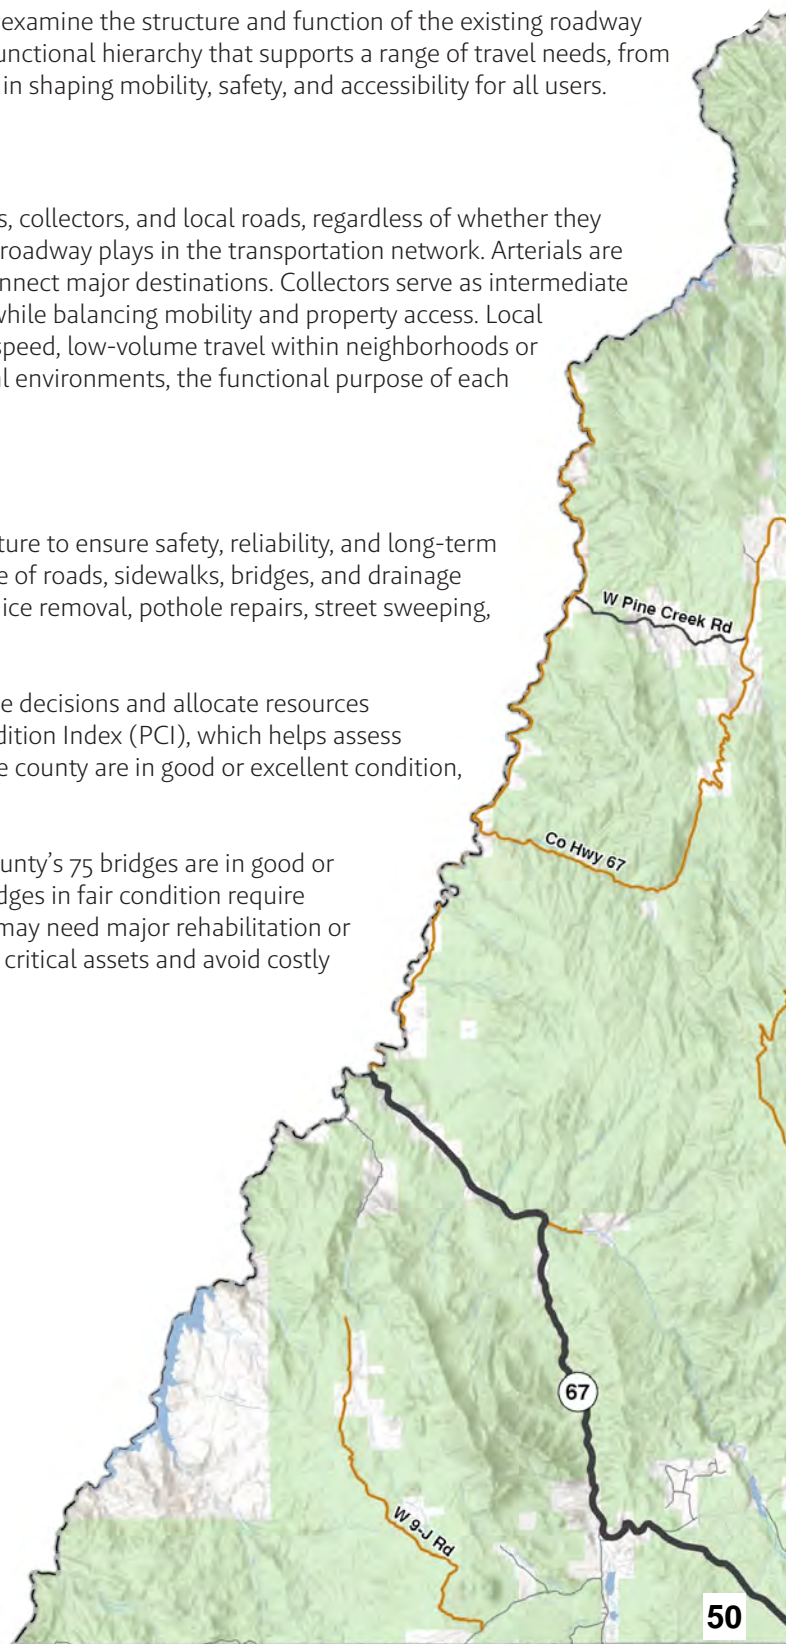 examine the structure and function of the existing roadway
functional hierarchy that supports a range of travel needs, from
in shaping mobility, safety, and accessibility for all users.
s, collectors, and local roads, regardless of whether they
roadway plays in the transportation network. Arterials are
nnect major destinations. Collectors serve as intermediate
while balancing mobility and property access. Local
speed, low-volume travel within neighborhoods or
al environments, the functional purpose of each
ture to ensure safety, reliability, and long-term
e of roads, sidewalks, bridges, and drainage
ice removal, pothole repairs, street sweeping,
W Pine Creek Rd
e decisions and allocate resources
dition Index (PCI), which helps assess
e county are in good or excellent condition,
Co Hwy 67
ounty's 75 bridges are in good or
dges in fair condition require
may need major rehabilitation or
critical assets and avoid costly
67
W 9-J Rd
50